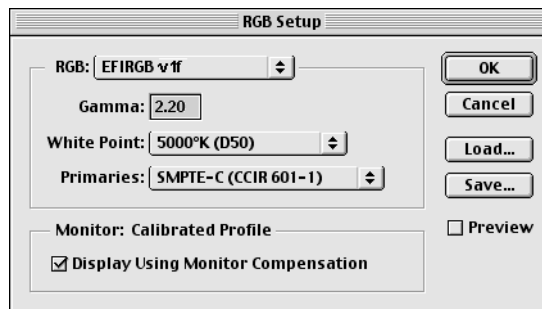 RGB Setup
RGB: EFIRGB v1f
Gamma: 2.20
White Point: 5000°K (D50)
Primaries: SMPTE-C (CCIR 601-1)
Monitor: Calibrated Profile
Display Using Monitor Compensation
OK
Cancel
Load...
Save...
Preview